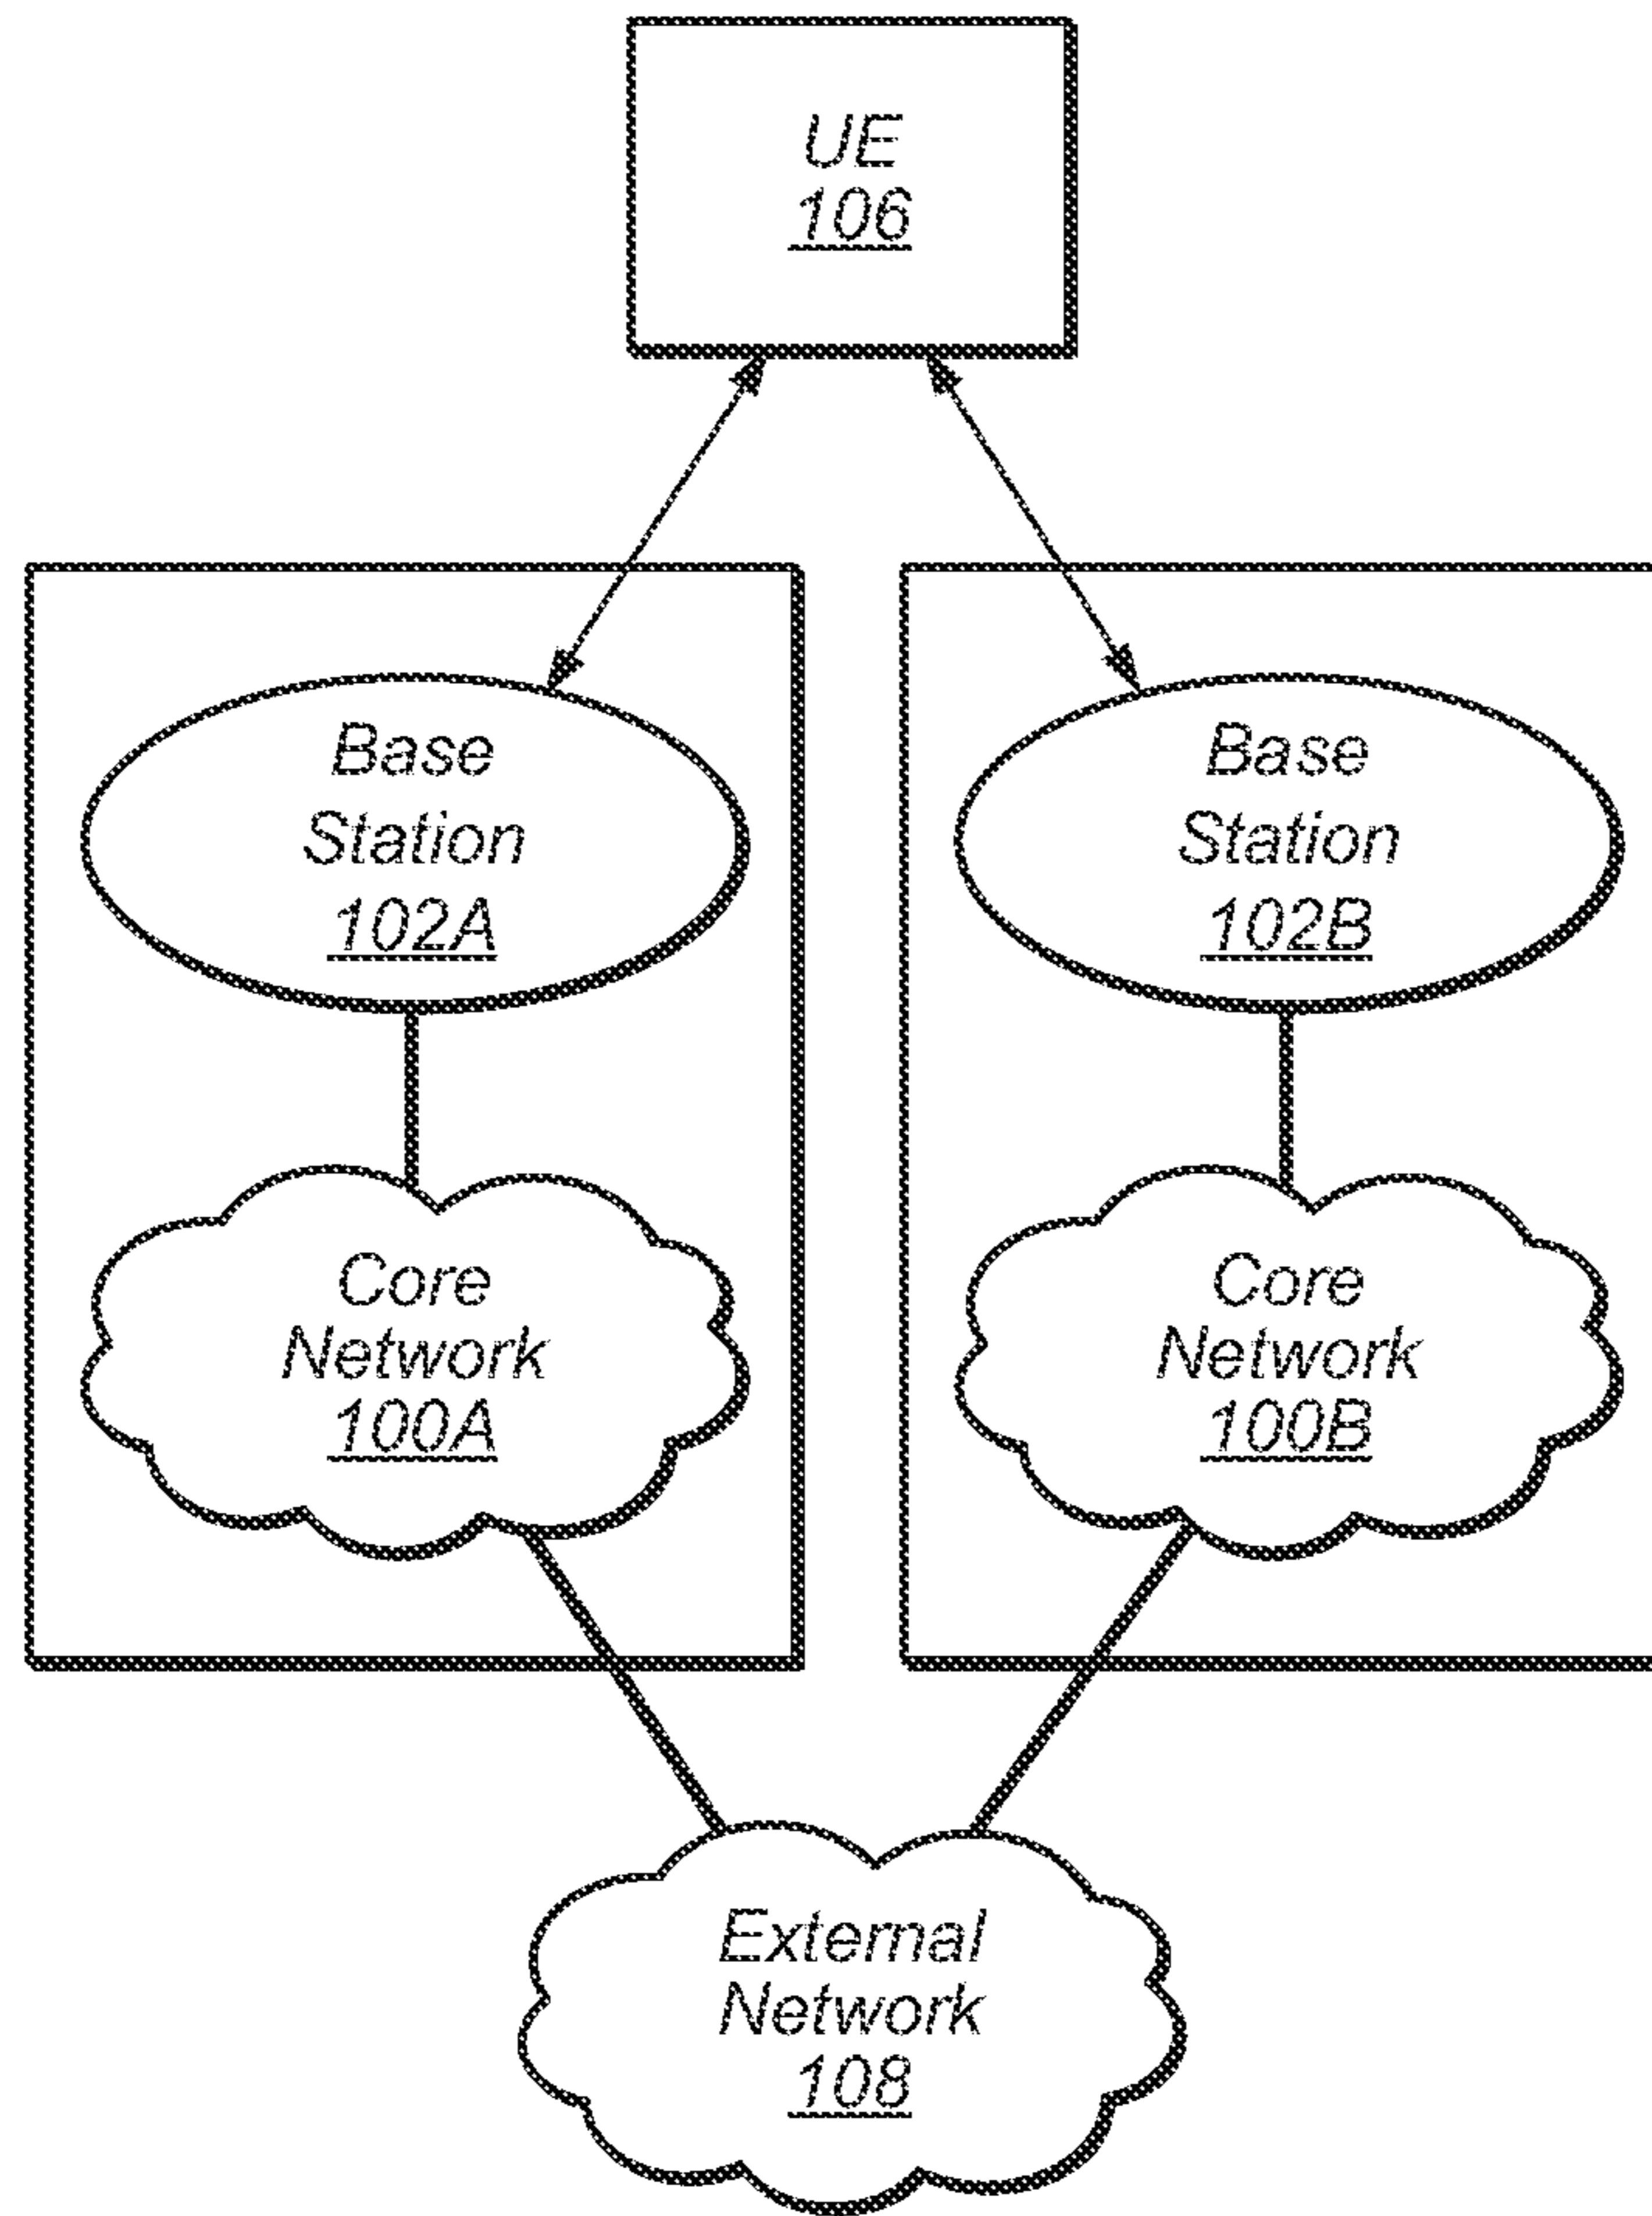 UE
106
Base
Station
102A
Base
Station
102B
Core
Network
100A
Core
Network
100B
External
Network
108